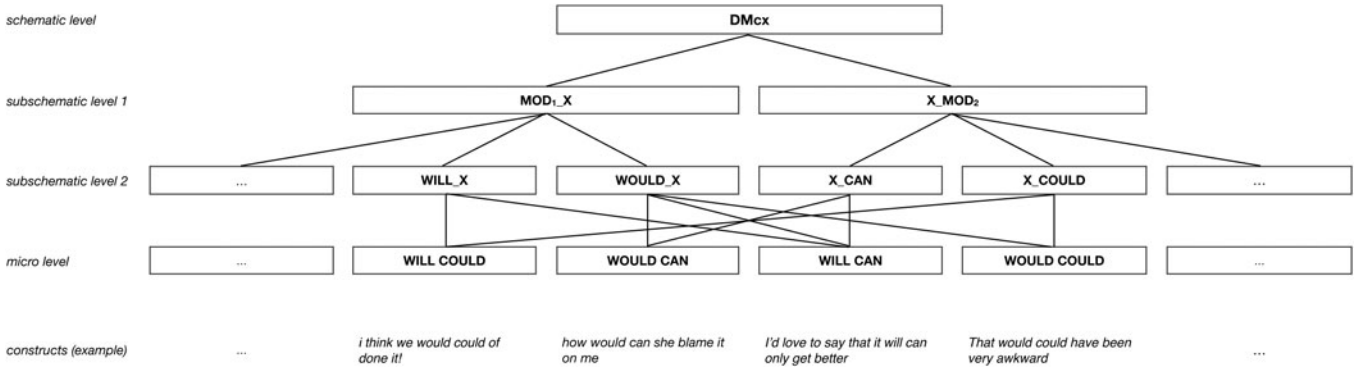 schematic level
DMcx
subschematic level 1
MOD₁_X
X_MOD₂
subschematic level 2
...
WILL_X
WOULD_X
X_CAN
X_COULD
...
micro level
...
WILL COULD
WOULD CAN
WILL CAN
WOULD COULD
...
constructs (example)
...
i think we would could of
done it!
how would can she blame it
on me
I'd love to say that it will can
only get better
That would could have been
very awkward
...